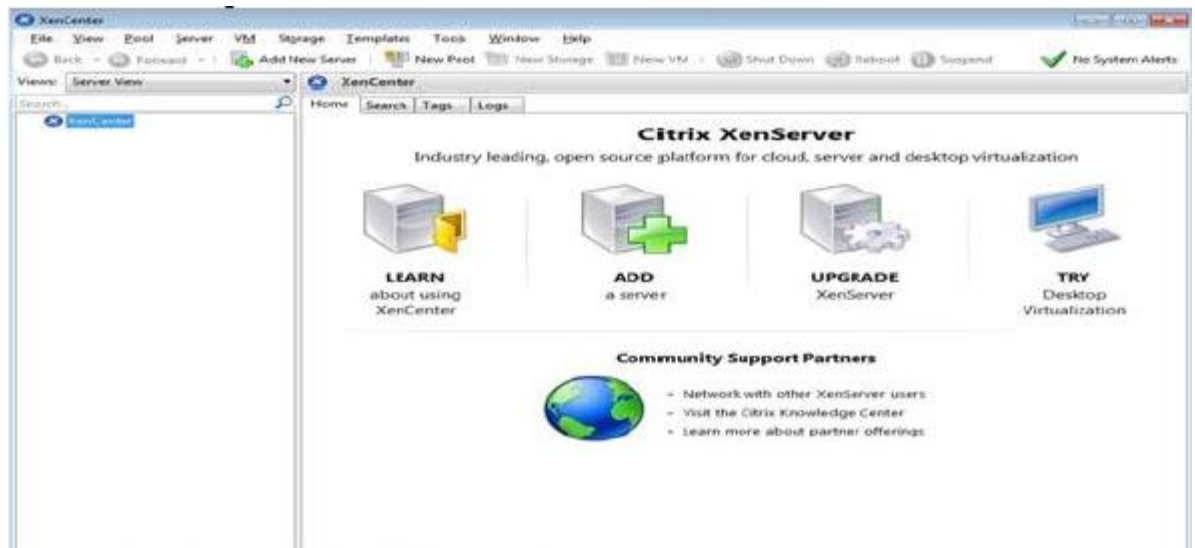 XenCenter
File View Pool Server VM Storage Templates Tools Window Help
Back Forward Add New Server New Pool New Storage New VM Shut Down Reboot Suspend No System Alerts
Views: Server View
XenCenter
Search...
Home Search Tags Logs
XenCenter
Citrix XenServer
Industry leading, open source platform for cloud, server and desktop virtualization
LEARN
about using
XenCenter
ADD
a server
UPGRADE
XenServer
TRY
Desktop
Virtualization
Community Support Partners
- Network with other XenServer users
- Visit the Citrix Knowledge Center
- Learn more about partner offerings